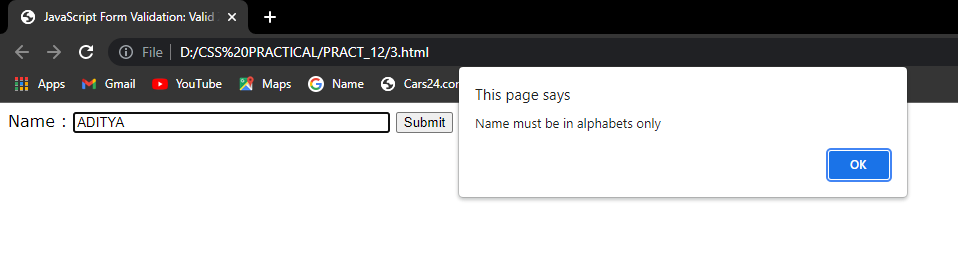 JavaScript Form Validation: Valid
File | D:/CSS%20PRACTICAL/PRACT_12/3.html
Apps Gmail YouTube Maps Name Cars24.com
This page says
Name must be in alphabets only
OK
Name : ADITYA Submit